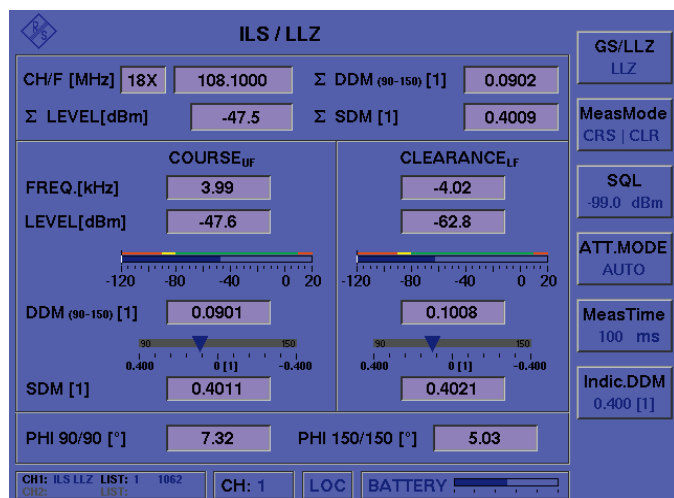 R S
ILS / LLZ
CH/F [MHz] 18X 108.1000 Σ DDM (90-150) [1] 0.0902
Σ LEVEL[dBm] -47.5 Σ SDM [1] 0.4009
COURSE UF CLEARANCE LF
FREQ.[kHz] 3.99 -4.02
LEVEL[dBm] -47.6 -62.8
-120 -80 -40 0 20 -120 -80 -40 0 20
DDM (90-150) [1] 0.0901 0.1008
90 150 90 150
0.400 0 [1] -0.400 0.400 0 [1] -0.400
SDM [1] 0.4011 0.4021
PHI 90/90 [°] 7.32 PHI 150/150 [°] 5.03
CH1: ILS LLZ LIST: 1 1062
CH2: LIST:
CH: 1 LOC BATTERY
GS/LLZ
LLZ
MeasMode
CRS | CLR
SQL
-99.0 dBm
ATT.MODE
AUTO
MeasTime
100 ms
Indic.DDM
0.400 [1]